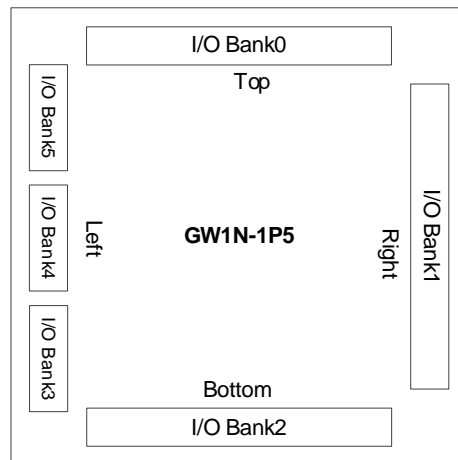 I/O Bank0
Top
I/O Bank5
I/O Bank4
I/O Bank3
Left
GW1N-1P5
Right
I/O Bank1
Bottom
I/O Bank2